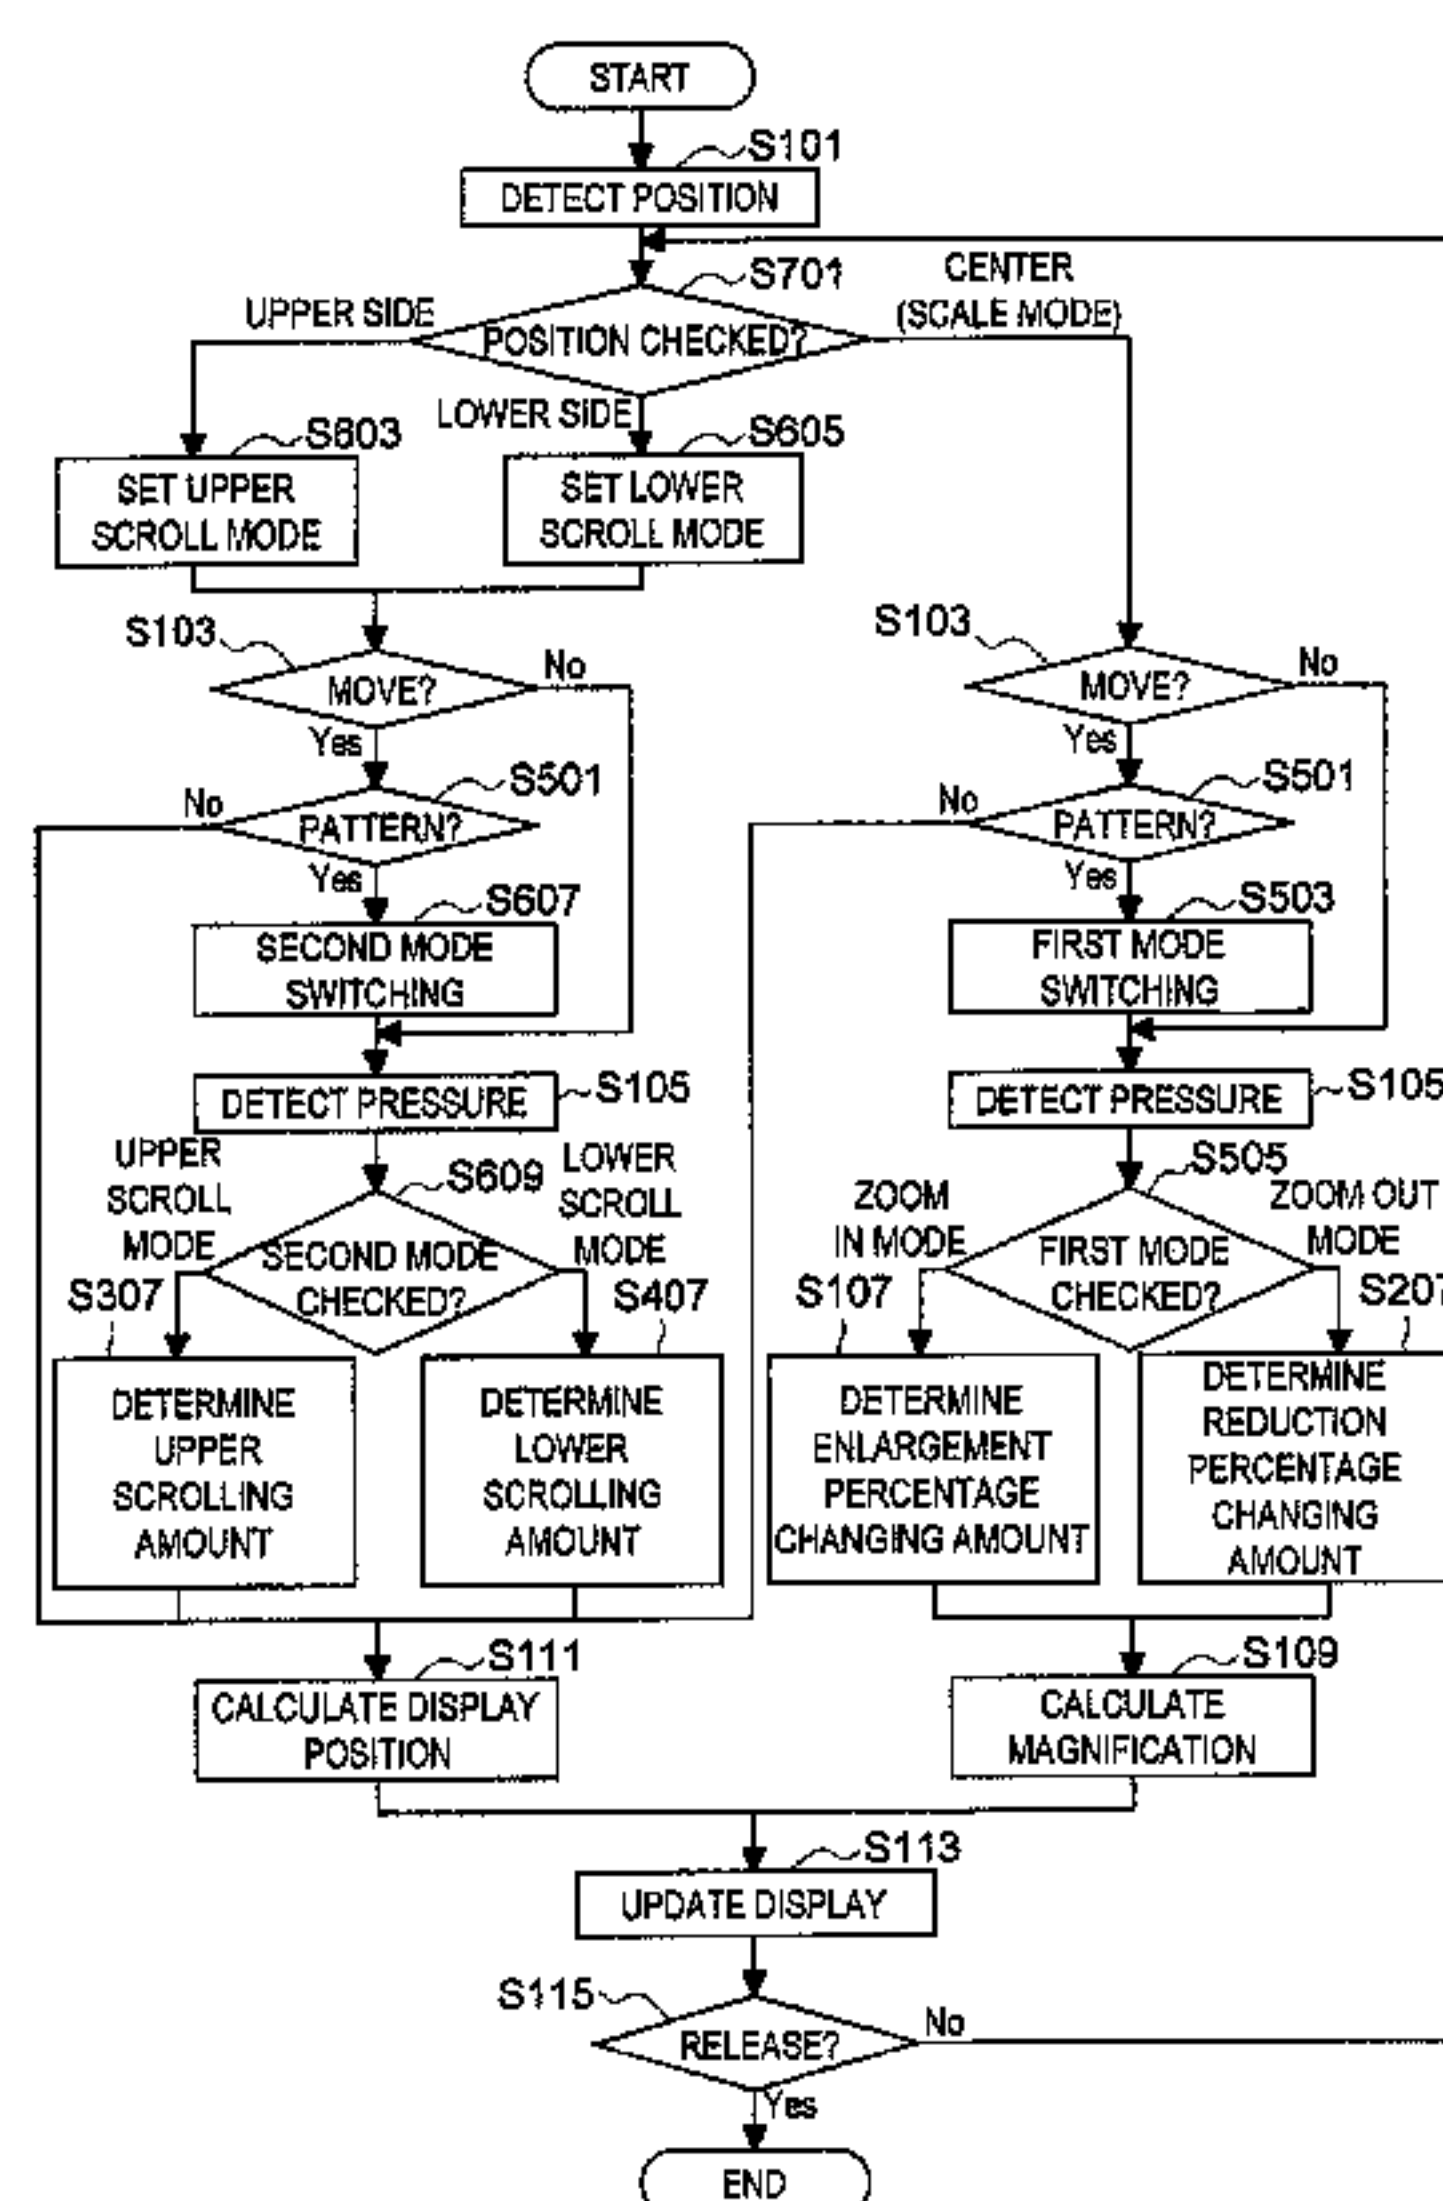 START
S101
DETECT POSITION
S701
CENTER
(SCALE MODE)
UPPER SIDE
POSITION CHECKED?
LOWER SIDE
S603
S605
SET UPPER
SCROLL MODE
SET LOWER
SCROLL MODE
S103
MOVE?
No
Yes
S103
MOVE?
No
Yes
S501
No
PATTERN?
Yes
S501
No
PATTERN?
Yes
S607
SECOND MODE
SWITCHING
S503
FIRST MODE
SWITCHING
DETECT PRESSURE
S105
DETECT PRESSURE
S105
UPPER
SCROLL
MODE
S609
LOWER
SCROLL
MODE
SECOND MODE
CHECKED?
S505
ZOOM
IN MODE
ZOOM OUT
MODE
FIRST MODE
CHECKED?
S307
S407
S107
S207
DETERMINE
UPPER
SCROLLING
AMOUNT
DETERMINE
LOWER
SCROLLING
AMOUNT
DETERMINE
ENLARGEMENT
PERCENTAGE
CHANGING AMOUNT
DETERMINE
REDUCTION
PERCENTAGE
CHANGING
AMOUNT
S111
CALCULATE DISPLAY
POSITION
S109
CALCULATE
MAGNIFICATION
S113
UPDATE DISPLAY
S115
RELEASE?
No
Yes
END